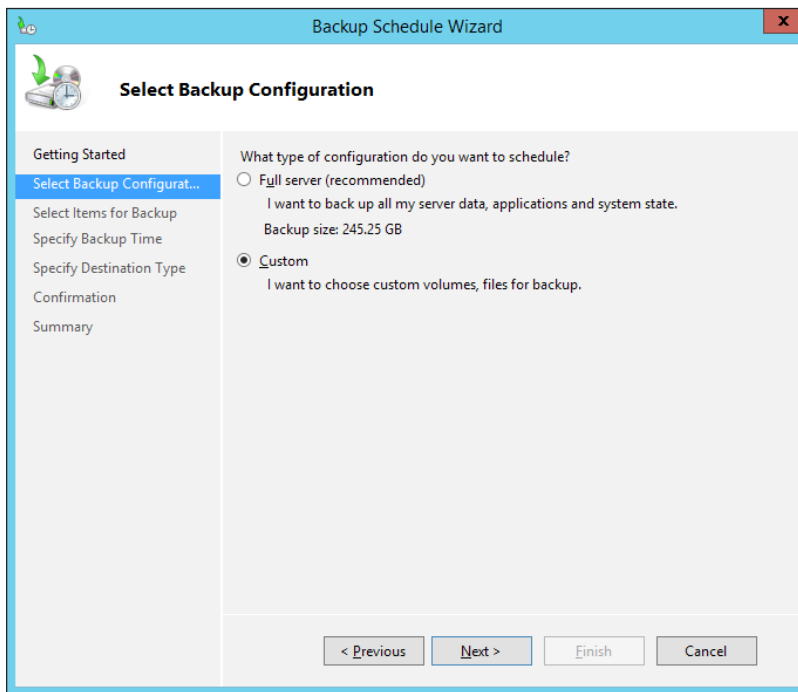 Backup Schedule Wizard
x
Select Backup Configuration
Getting Started
Select Backup Configurat...
Select Items for Backup
Specify Backup Time
Specify Destination Type
Confirmation
Summary
What type of configuration do you want to schedule?
Full server (recommended)
I want to back up all my server data, applications and system state.
Backup size: 245.25 GB
Custom
I want to choose custom volumes, files for backup.
< Previous
Next >
Finish
Cancel